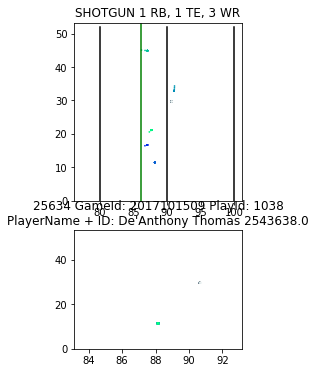 SHOTGUN 1 RB, 1 TE, 3 WR
50
40
30
20
10
0
80 85 90 95 100
25634 GameId: 2017101509 PlayId: 1038
PlayerName + ID: De'Anthony Thomas 2543638.0
40
20
0
84 86 88 90 92